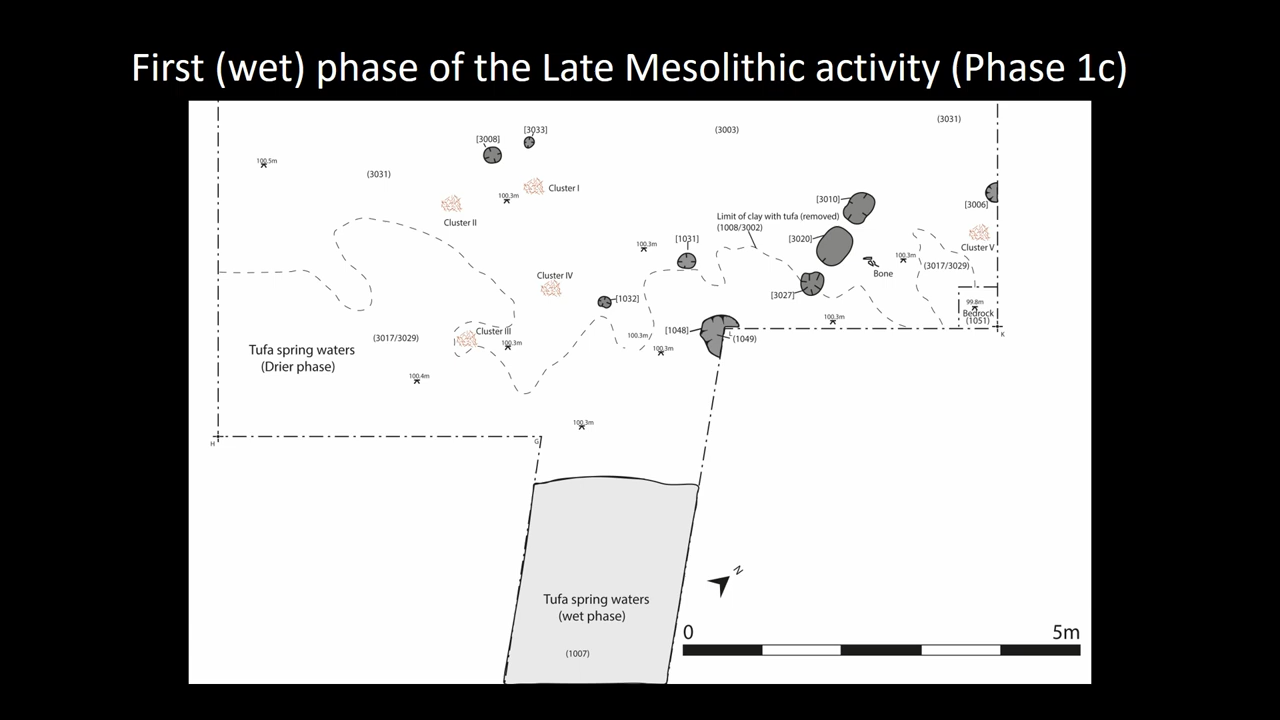 First (wet) phase of the Late Mesolithic activity (Phase 1c)
(3031)
[3033]
(3003)
[3008]
100.5m
(3031)
Cluster I
100.3m
[3010]
[3006]
Cluster II
Limit of clay with tufa (removed)
(1008/3002)
[1031]
[3020]
100.3m
Cluster V
100.3m
(3017/3029)
Bone
Cluster IV
[3027]
[1032]
99.8m
Bedrock
(1051)
100.3m
Cluster III
[1048]
L
(1049)
K
(3017/3029)
100.3m
100.3m
100.3m
Tufa spring waters
(Drier phase)
100.4m
100.3m
H
G
N
Tufa spring waters
(wet phase)
(1007)
0
5m